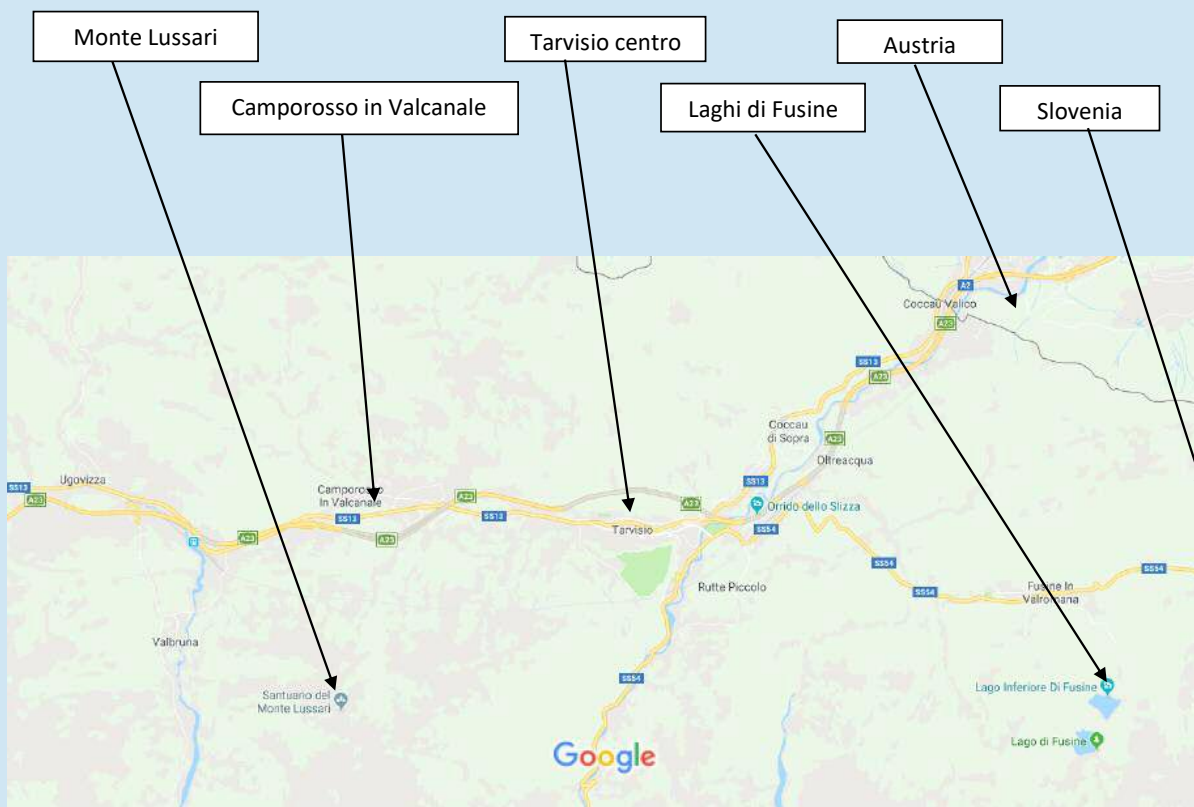 Monte Lussari
Tarvisio centro
Austria
Camporosso in Valcanale
Laghi di Fusine
Slovenia
A2
Coccau Valico
A23
SS13
A23
Coccau
di Sopra
A23
Oltreacqua
Ugovizza
SS13
A23
Camporosso
In Valcanale
SS13
A23
A23
A23
SS13
A23
Tarvisio
Orrido dello Slizza
SS54
SS54
Fusine In
Valromana
SS54
SS54
Rutte Piccolo
Valbruna
SS54
Santuario del
Monte Lussari
Lago Inferiore Di Fusine
Lago di Fusine
Google